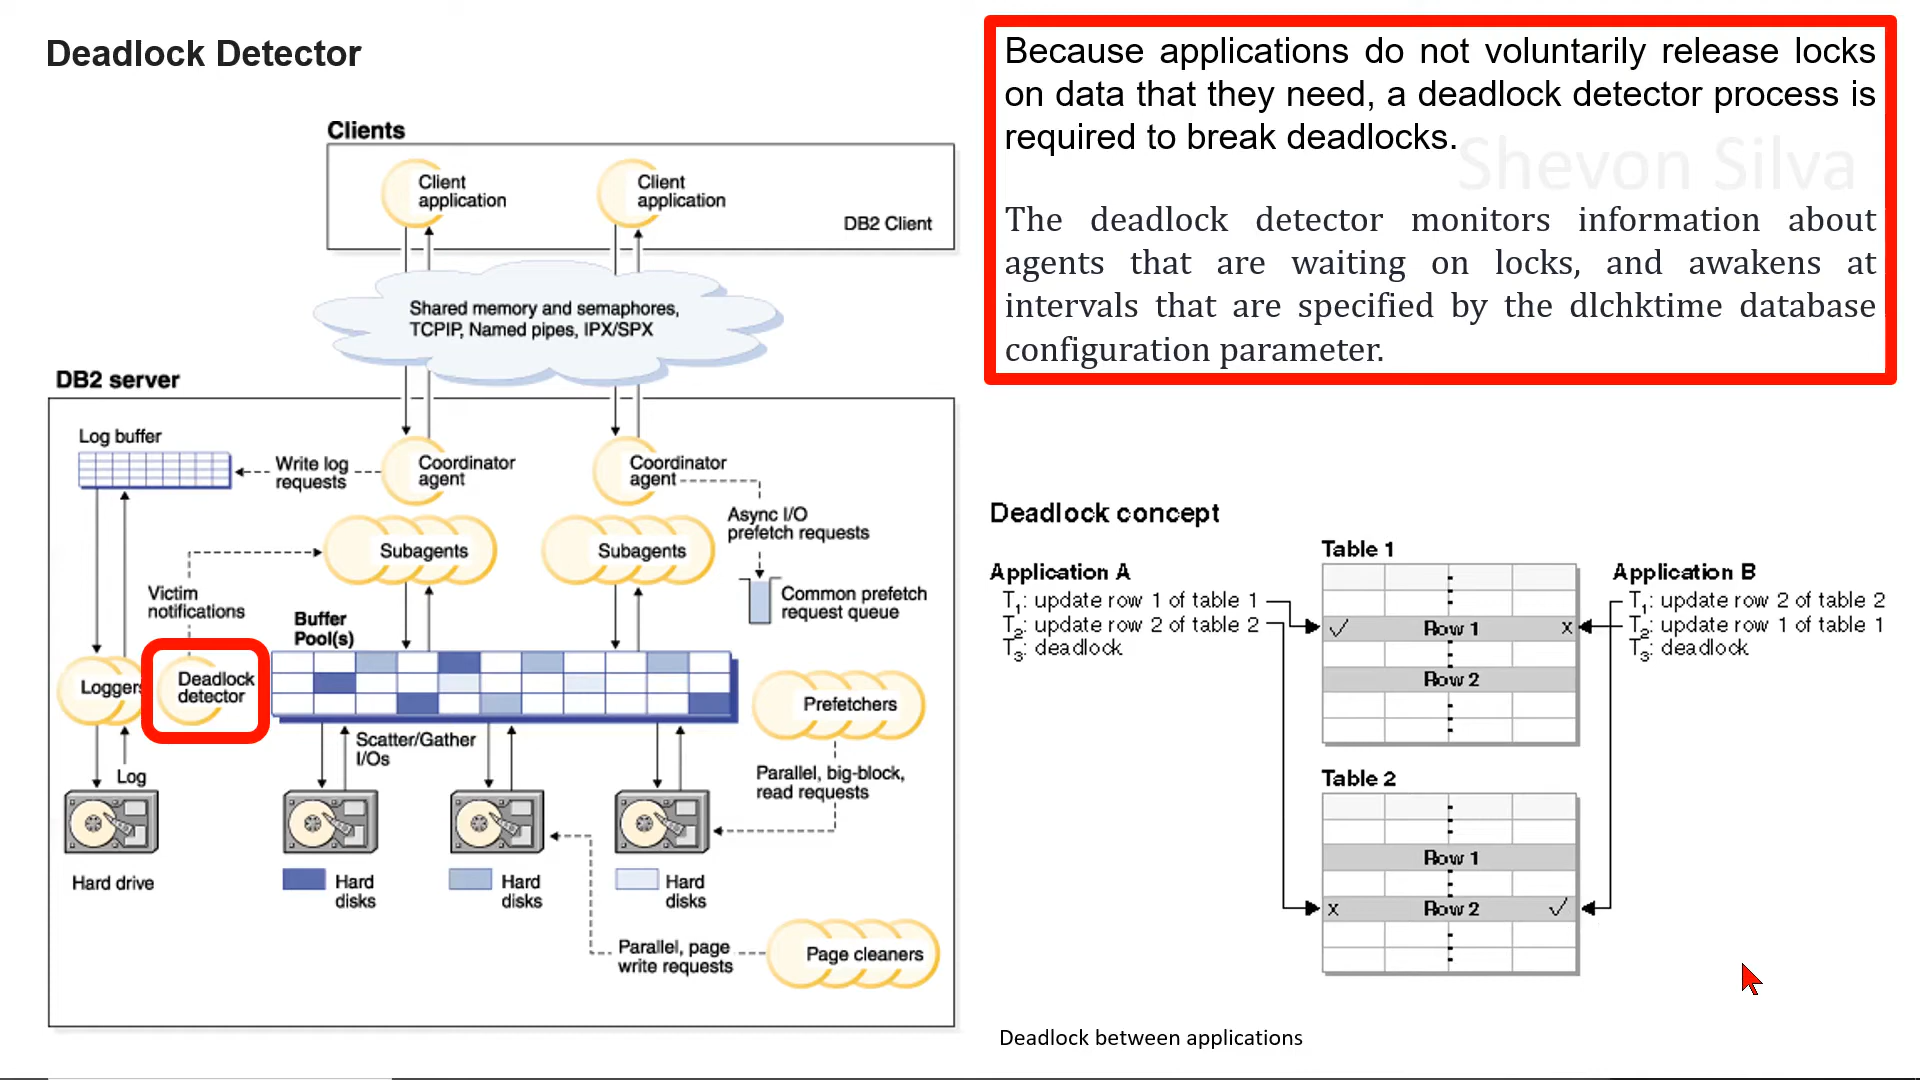 Deadlock Detector
Because applications do not voluntarily release locks
on data that they need, a deadlock detector process is
required to break deadlocks.
Shevon Silva
The deadlock detector monitors information about
agents that are waiting on locks, and awakens at
intervals that are specified by the dlchktime database
configuration parameter.
Clients
Client
application
Client
application
DB2 Client
Shared memory and semaphores,
TCPIP, Named pipes, IPX/SPX
DB2 server
Log buffer
Write log
requests
Coordinator
agent
Coordinator
agent
Async I/O
prefetch requests
Subagents
Subagents
Victim
notifications
Common prefetch
request queue
Buffer
Pool(s)
Loggers
Deadlock
detector
Prefetchers
Scatter/Gather
I/Os
Log
Parallel, big-block,
read requests
Hard drive
Hard
disks
Hard
disks
Hard
disks
Parallel, page
write requests
Page cleaners
Deadlock concept
Table 1
Application A
T1: update row 1 of table 1
T2: update row 2 of table 2
T3: deadlock
✓ Row 1 x
Row 2
Application B
T1: update row 2 of table 2
T2: update row 1 of table 1
T3: deadlock
Table 2
Row 1
x Row 2 ✓
Deadlock between applications